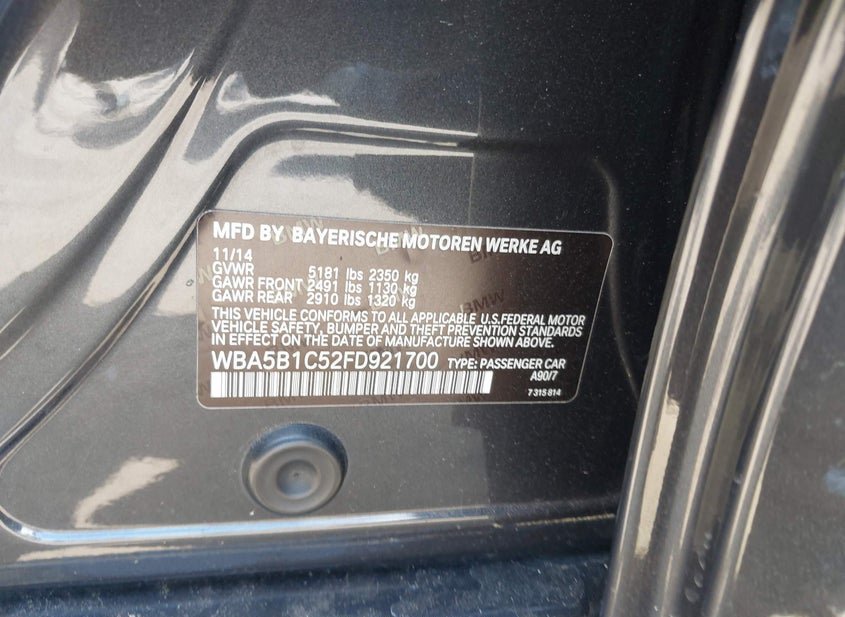 MFD BY BAYERISCHE MOTOREN WERKE AG
11/14
GVWR 5181 lbs 2350 kg
GAWR FRONT 2491 lbs 1130 kg
GAWR REAR 2910 lbs 1320 kg
THIS VEHICLE CONFORMS TO ALL APPLICABLE U.S.FEDERAL MOTOR
VEHICLE SAFETY, BUMPER AND THEFT PREVENTION STANDARDS
IN EFFECT ON THE DATE OF MANUFACTURE SHOWN ABOVE.
WBA5B1C52FD921700 TYPE: PASSENGER CAR
A90/7
7 315 814